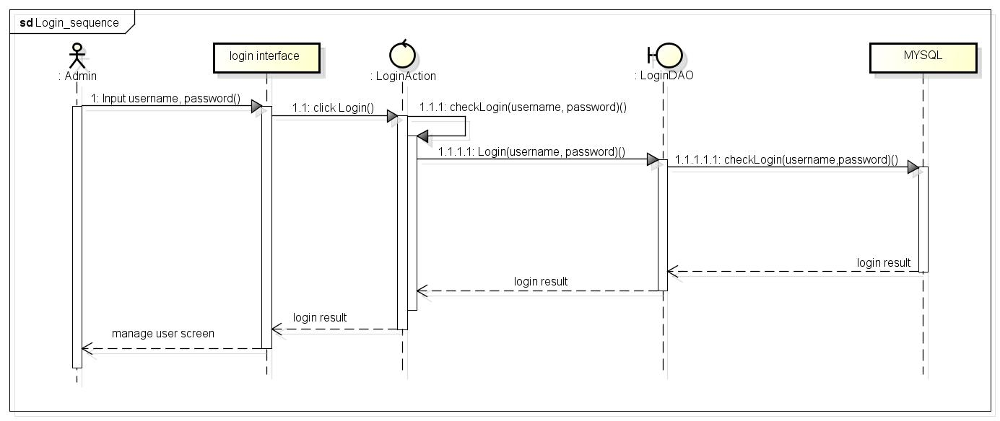 sd Login_sequence
login interface
MYSQL
: Admin
: LoginAction
: LoginDAO
1: Input username, password()
1.1: click Login()
1.1.1: checkLogin(username, password)()
1.1.1.1: Login(username, password)()
1.1.1.1.1: checkLogin(username,password)()
login result
login result
login result
manage user screen